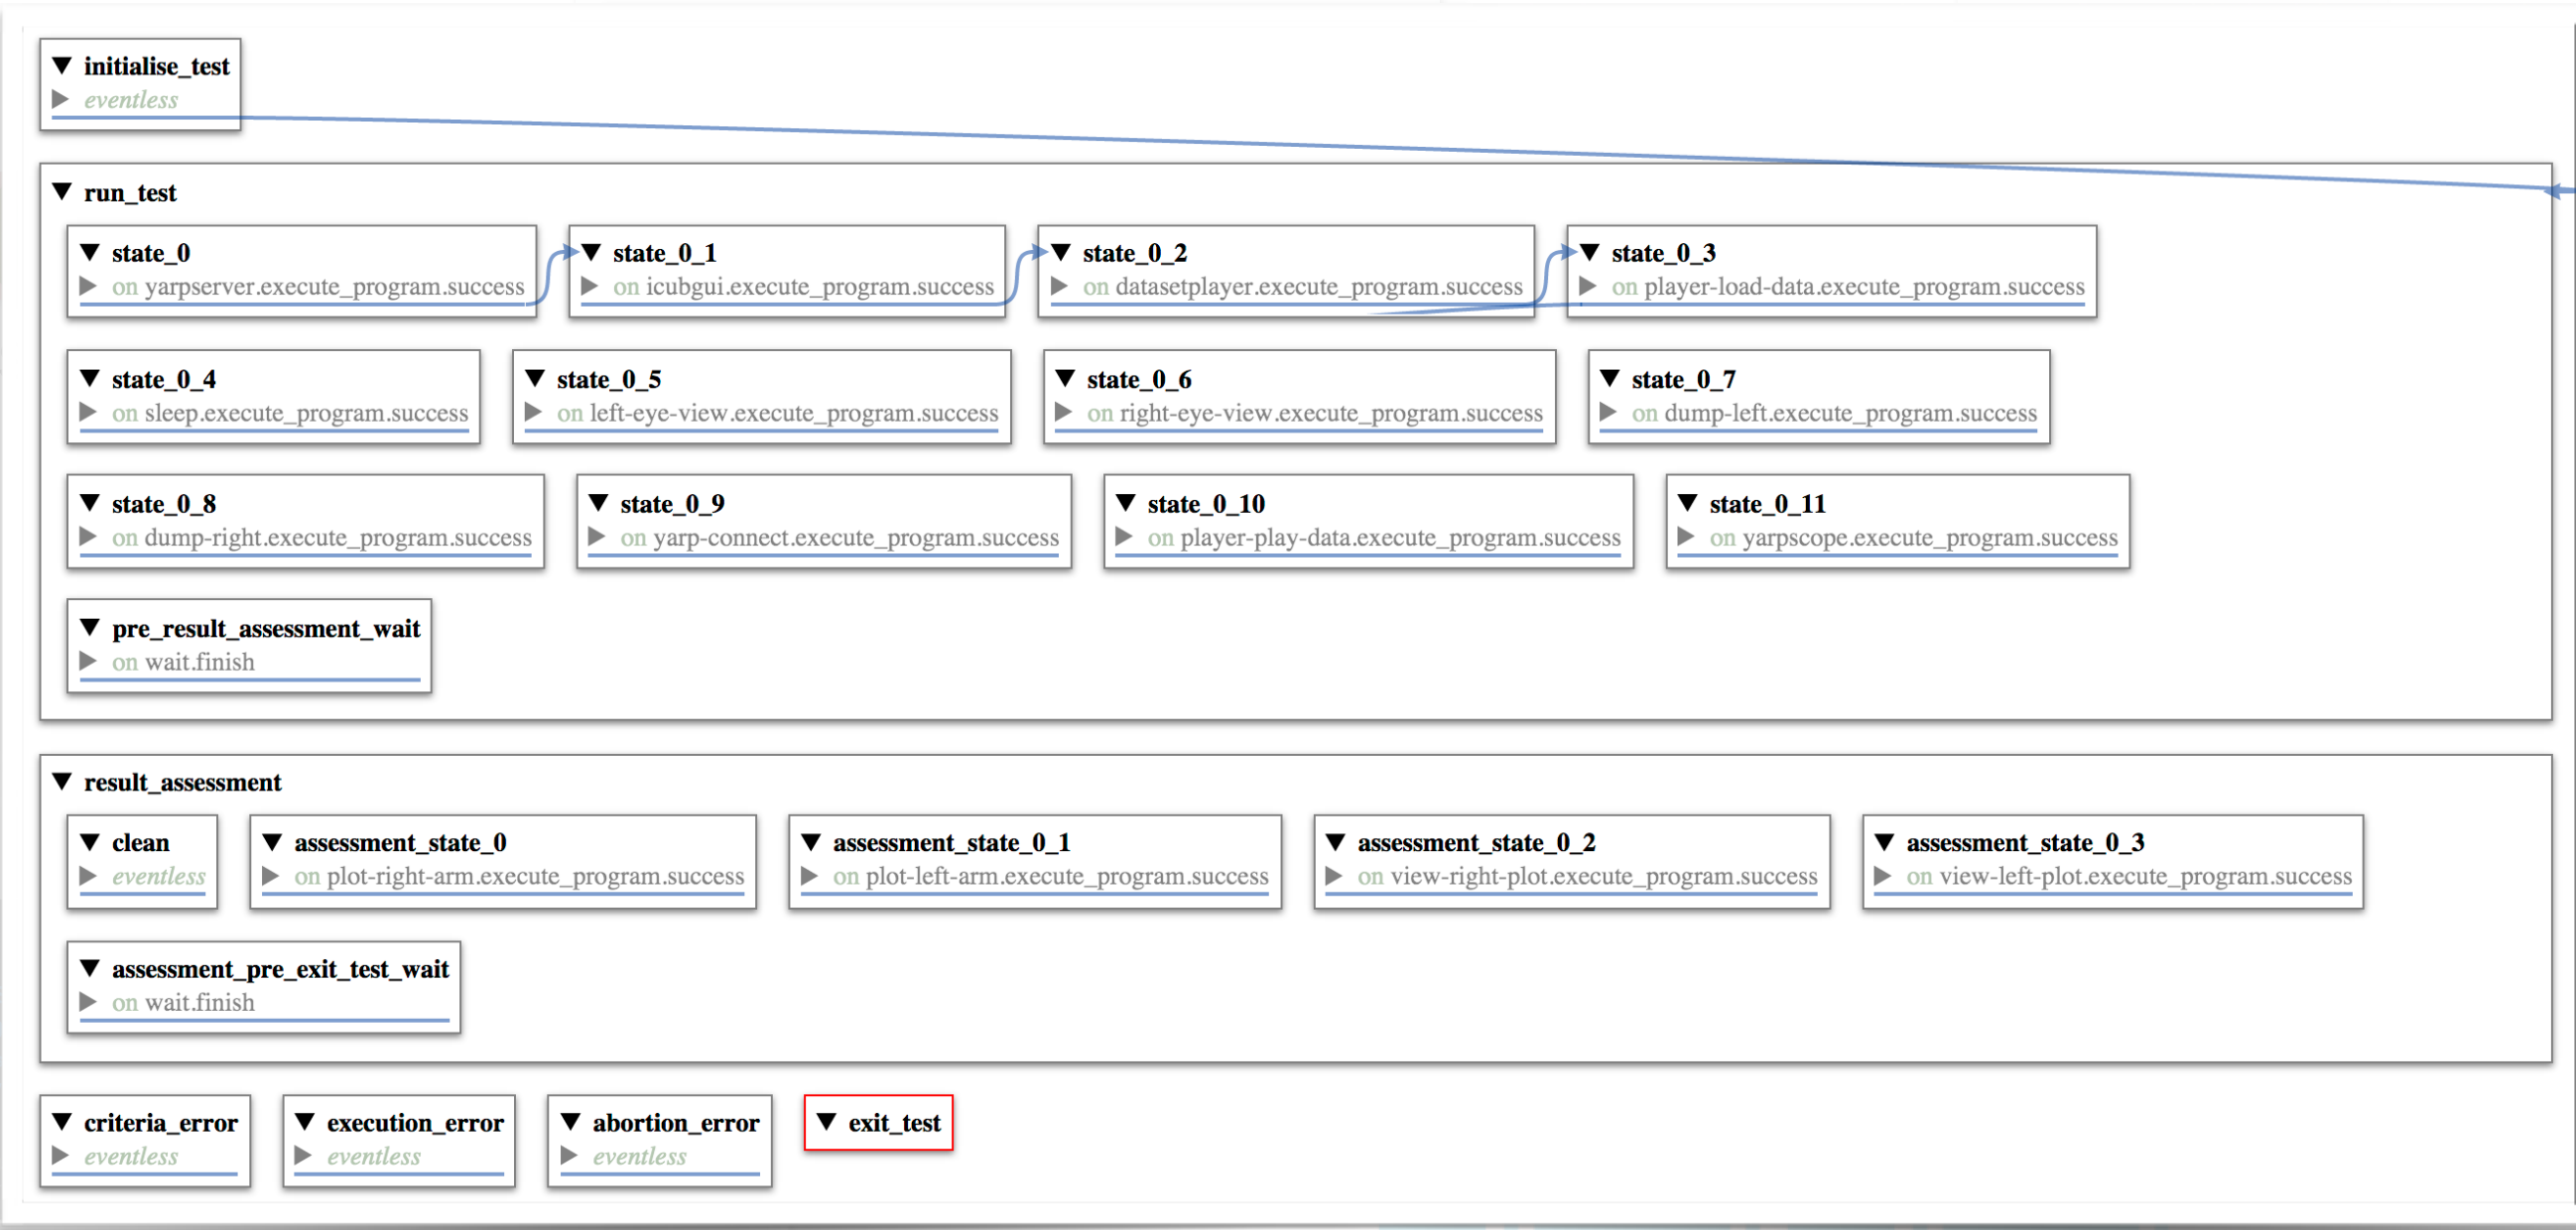 initialise_test
eventless
run_test
state_0
on yarpserver.execute_program.success
state_0_1
on icubgui.execute_program.success
state_0_2
on datasetplayer.execute_program.success
state_0_3
on player-load-data.execute_program.success
state_0_4
on sleep.execute_program.success
state_0_5
on left-eye-view.execute_program.success
state_0_6
on right-eye-view.execute_program.success
state_0_7
on dump-left.execute_program.success
state_0_8
on dump-right.execute_program.success
state_0_9
on yarp-connect.execute_program.success
state_0_10
on player-play-data.execute_program.success
state_0_11
on yarpscope.execute_program.success
pre_result_assessment_wait
on wait.finish
result_assessment
clean
eventless
assessment_state_0
on plot-right-arm.execute_program.success
assessment_state_0_1
on plot-left-arm.execute_program.success
assessment_state_0_2
on view-right-plot.execute_program.success
assessment_state_0_3
on view-left-plot.execute_program.success
assessment_pre_exit_test_wait
on wait.finish
criteria_error
eventless
execution_error
eventless
abortion_error
eventless
exit_test